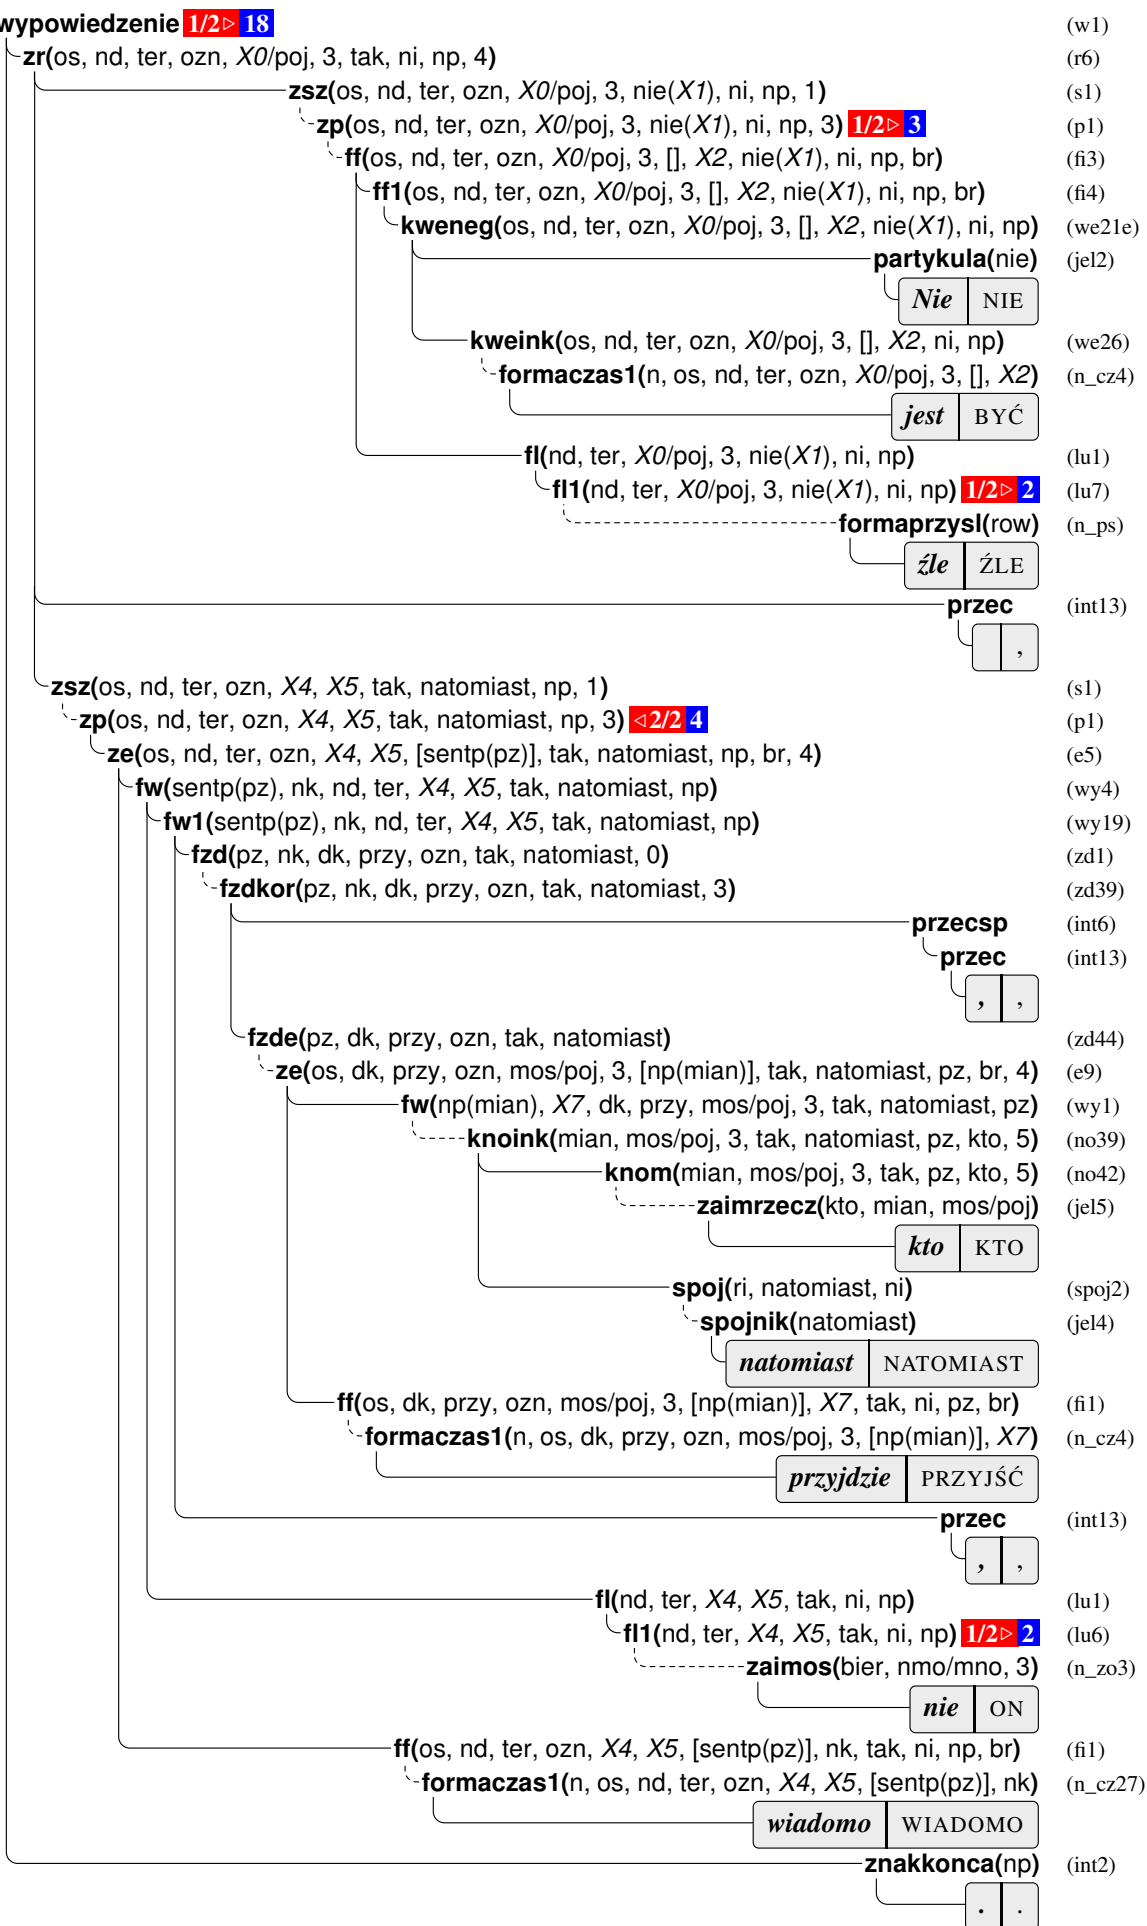 wypowiedzenie 1/2▷ 18 (w1)
zr(os, nd, ter, ozn, X0/poj, 3, tak, ni, np, 4) (r6)
zsz(os, nd, ter, ozn, X0/poj, 3, nie(X1), ni, np, 1) (s1)
zp(os, nd, ter, ozn, X0/poj, 3, nie(X1), ni, np, 3) 1/2▷ 3 (p1)
ff(os, nd, ter, ozn, X0/poj, 3, [], X2, nie(X1), ni, np, br) (fi3)
ff1(os, nd, ter, ozn, X0/poj, 3, [], X2, nie(X1), ni, np, br) (fi4)
kweneg(os, nd, ter, ozn, X0/poj, 3, [], X2, nie(X1), ni, np) (we21e)
partykula(nie) (jel2)
Nie NIE
kweink(os, nd, ter, ozn, X0/poj, 3, [], X2, ni, np) (we26)
formaczas1(n, os, nd, ter, ozn, X0/poj, 3, [], X2) (n_cz4)
jest BYĆ
fl(nd, ter, X0/poj, 3, nie(X1), ni, np) (lu1)
fl1(nd, ter, X0/poj, 3, nie(X1), ni, np) 1/2▷ 2 (lu7)
formaprzysl(row) (n_ps)
źle ŹLE
przec (int13)
,
zsz(os, nd, ter, ozn, X4, X5, tak, natomiast, np, 1) (s1)
zp(os, nd, ter, ozn, X4, X5, tak, natomiast, np, 3) ◁2/2 4 (p1)
ze(os, nd, ter, ozn, X4, X5, [sentp(pz)], tak, natomiast, np, br, 4) (e5)
fw(sentp(pz), nk, nd, ter, X4, X5, tak, natomiast, np) (wy4)
fw1(sentp(pz), nk, nd, ter, X4, X5, tak, natomiast, np) (wy19)
fzd(pz, nk, dk, przy, ozn, tak, natomiast, 0) (zd1)
fzdkor(pz, nk, dk, przy, ozn, tak, natomiast, 3) (zd39)
przecsp (int6)
przec (int13)
, ,
fzde(pz, dk, przy, ozn, tak, natomiast) (zd44)
ze(os, dk, przy, ozn, mos/poj, 3, [np(mian)], tak, natomiast, pz, br, 4) (e9)
fw(np(mian), X7, dk, przy, mos/poj, 3, tak, natomiast, pz) (wy1)
knoink(mian, mos/poj, 3, tak, natomiast, pz, kto, 5) (no39)
knom(mian, mos/poj, 3, tak, pz, kto, 5) (no42)
zaimrzecz(kto, mian, mos/poj) (jel5)
kto KTO
spoj(ri, natomiast, ni) (spoj2)
spojnik(natomiast) (jel4)
natomiast NATOMIAST
ff(os, dk, przy, ozn, mos/poj, 3, [np(mian)], X7, tak, ni, pz, br) (fi1)
formaczas1(n, os, dk, przy, ozn, mos/poj, 3, [np(mian)], X7) (n_cz4)
przyjdzie PRZYJŚĆ
przec (int13)
, ,
fl(nd, ter, X4, X5, tak, ni, np) (lu1)
fl1(nd, ter, X4, X5, tak, ni, np) 1/2▷ 2 (lu6)
zaimos(bier, nmo/mno, 3) (n_zo3)
nie ON
ff(os, nd, ter, ozn, X4, X5, [sentp(pz)], nk, tak, ni, np, br) (fi1)
formaczas1(n, os, nd, ter, ozn, X4, X5, [sentp(pz)], nk) (n_cz27)
wiadomo WIADOMO
znakkonca(np) (int2)
. .